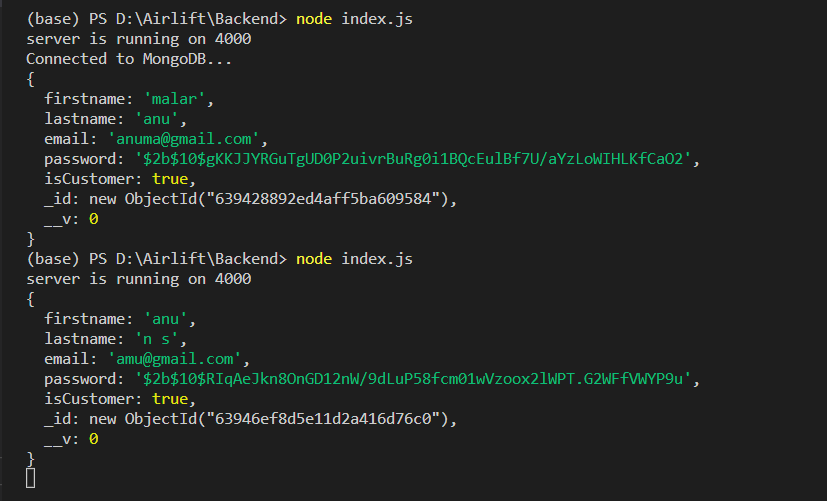 (base) PS D:\Airlift\Backend> node index.js
server is running on 4000
Connected to MongoDB...
{
  firstname: 'malar',
  lastname: 'anu',
  email: 'anuma@gmail.com',
  password: '$2b$10$gKKJJYRGuTgUD0P2uivrBuRg0i1BQcEulBf7U/aYzLoWIHLKfCaO2',
  isCustomer: true,
  _id: new ObjectId("639428892ed4aff5ba609584"),
  __v: 0
}
(base) PS D:\Airlift\Backend> node index.js
server is running on 4000
{
  firstname: 'anu',
  lastname: 'n s',
  email: 'amu@gmail.com',
  password: '$2b$10$RIqAeJkn8OnGD12nW/9dLuP58fcm01wVzoox2lWPT.G2WFfVWYP9u',
  isCustomer: true,
  _id: new ObjectId("63946ef8d5e11d2a416d76c0"),
  __v: 0
}